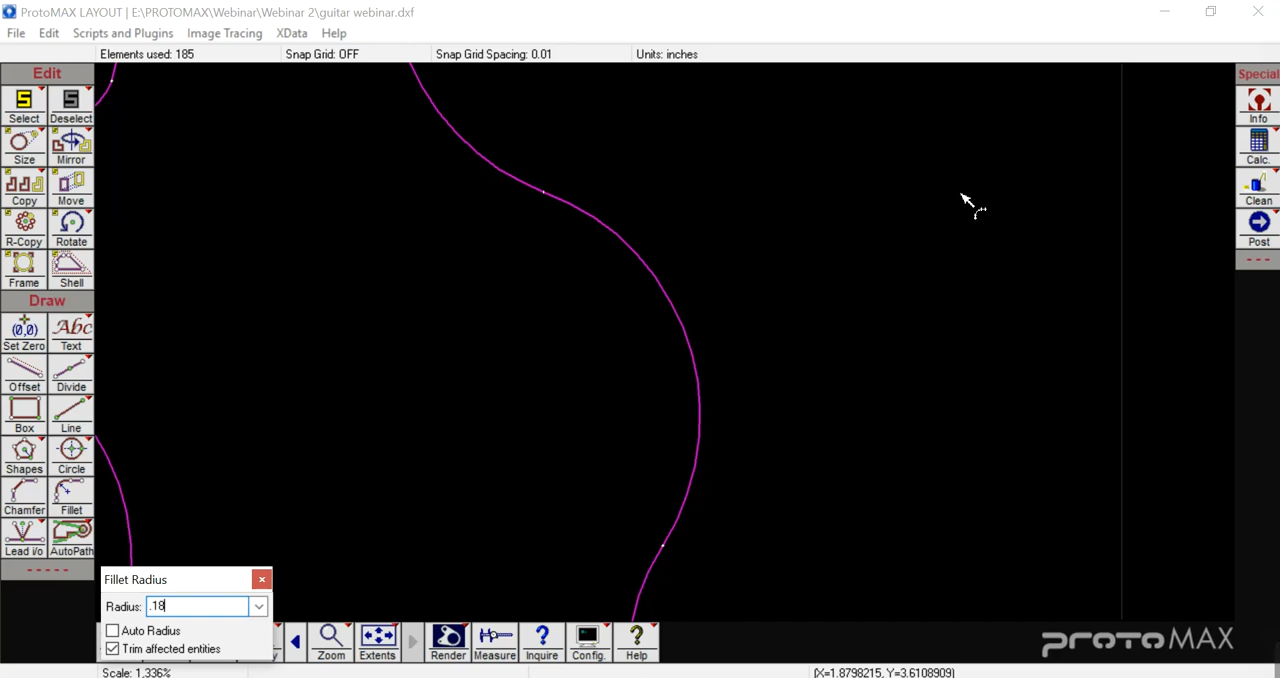 ProtoMAX LAYOUT | E:\PROTOMAX\Webinar\Webinar 2\guitar webinar.dxf
File Edit Scripts and Plugins Image Tracing XData Help
Elements used: 185 Snap Grid: OFF Snap Grid Spacing: 0.01 Units: inches
Edit
Select Deselect
Size Mirror
Copy Move
R-Copy Rotate
Frame Shell
Draw
(0,0) Abc
Set Zero Text
Offset Divide
Box Line
Shapes Circle
Chamfer Fillet
Lead i/o AutoPath
Special
Info
Calc.
Clean
Post
Fillet Radius
Radius: .18
Auto Radius
Trim affected entities
Zoom Extents Render Measure Inquire Config. Help
PROTOMAX
Scale: 1.336% [X=1.8798215, Y=3.6108909]